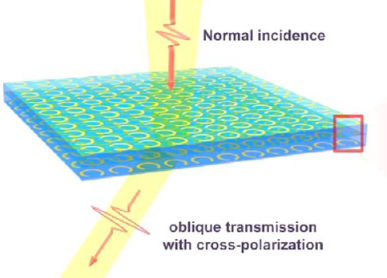 Normal incidence
oblique transmission
with cross-polarization